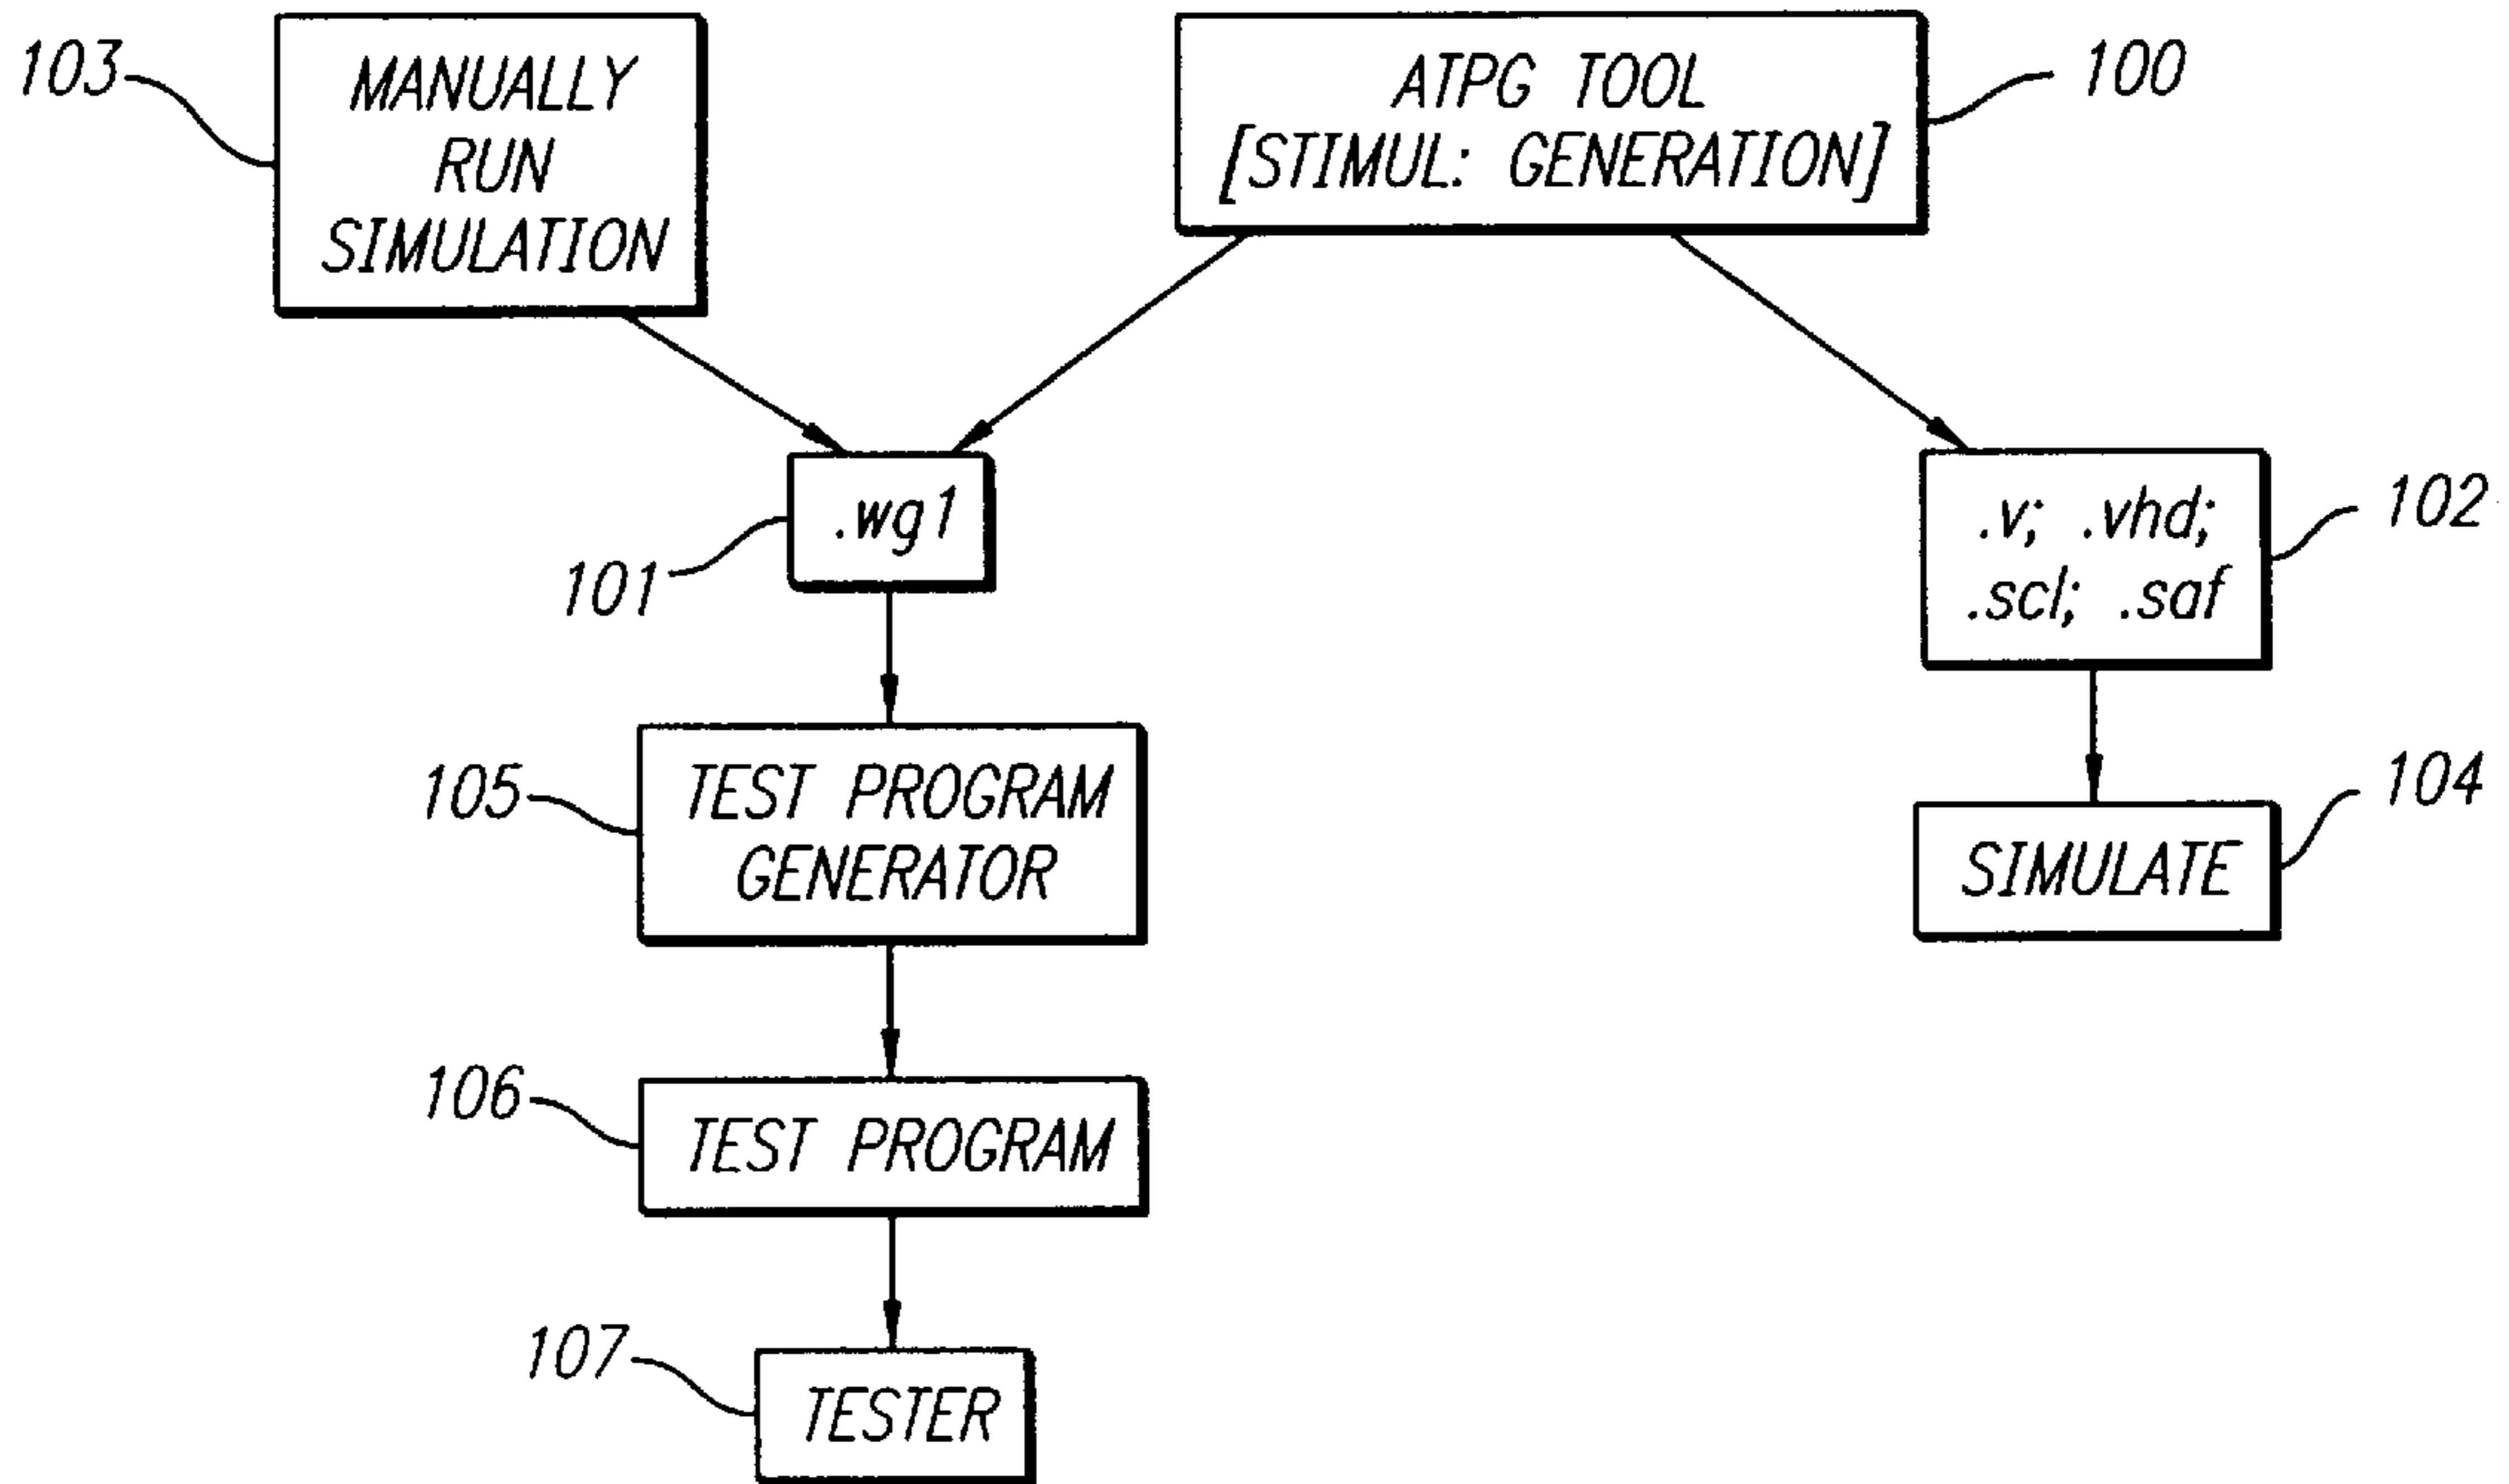 103
MANUALLY
RUN
SIMULATION
ATPG TOOL
[STIMUL: GENERATION]
100
.wg1
101
.v; .vhd;
.scl; .saf
102
105
TEST PROGRAM
GENERATOR
SIMULATE
104
106
TEST PROGRAM
107
TESTER